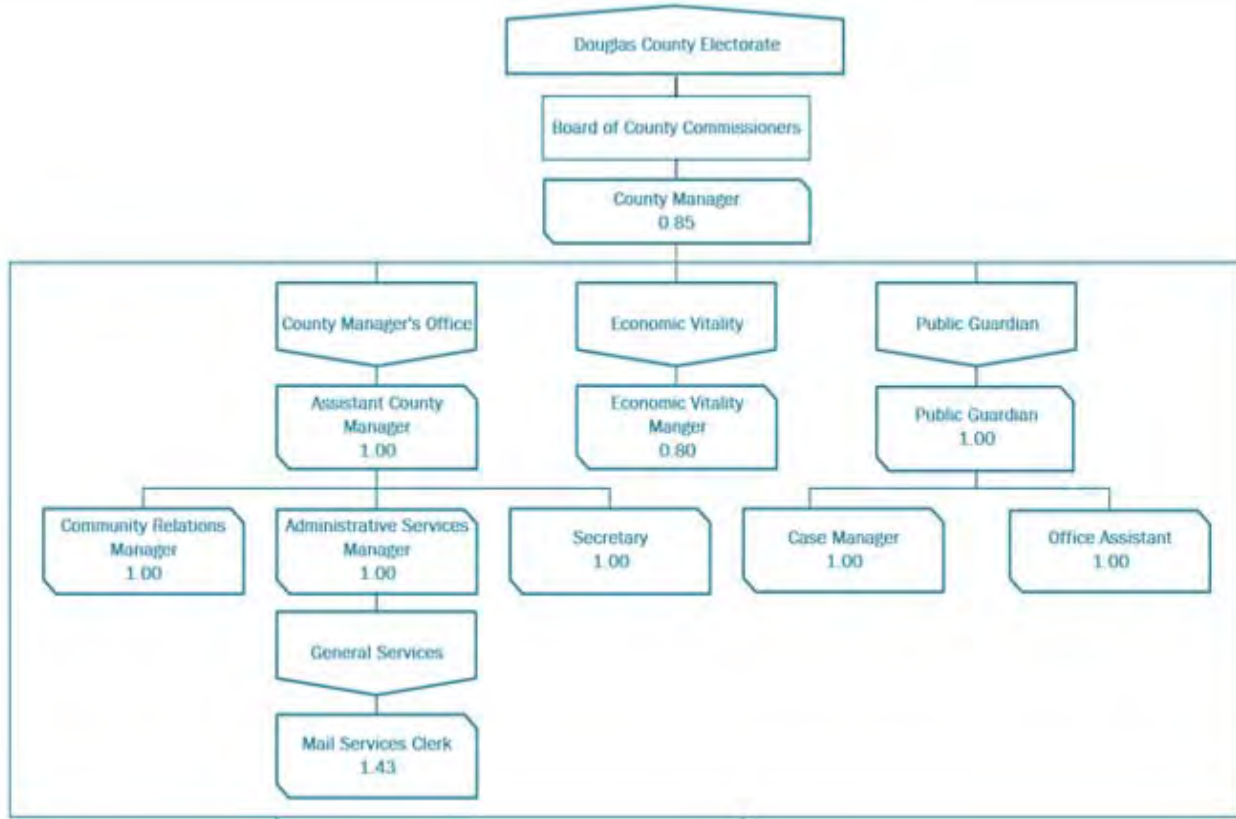 Douglas County Electorate
Board of County Commissioners
County Manager
0.85
County Manager's Office
Economic Vitality
Public Guardian
Assistant County
Manager
1.00
Economic Vitality
Manger
0.80
Public Guardian
1.00
Community Relations
Manager
1.00
Administrative Services
Manager
1.00
Secretary
1.00
Case Manager
1.00
Office Assistant
1.00
General Services
Mail Services Clerk
1.43